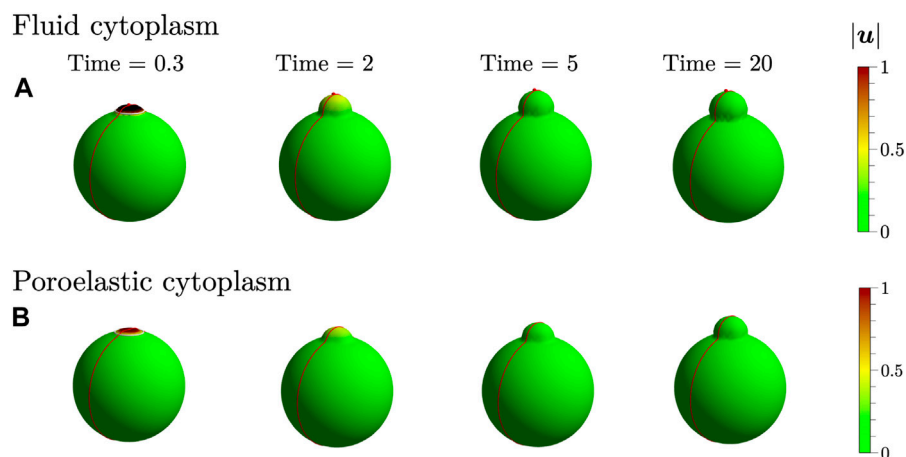 Fluid cytoplasm
|u|
Time = 0.3 Time = 2 Time = 5 Time = 20
A
1
0.5
0
Poroelastic cytoplasm
B
1
0.5
0